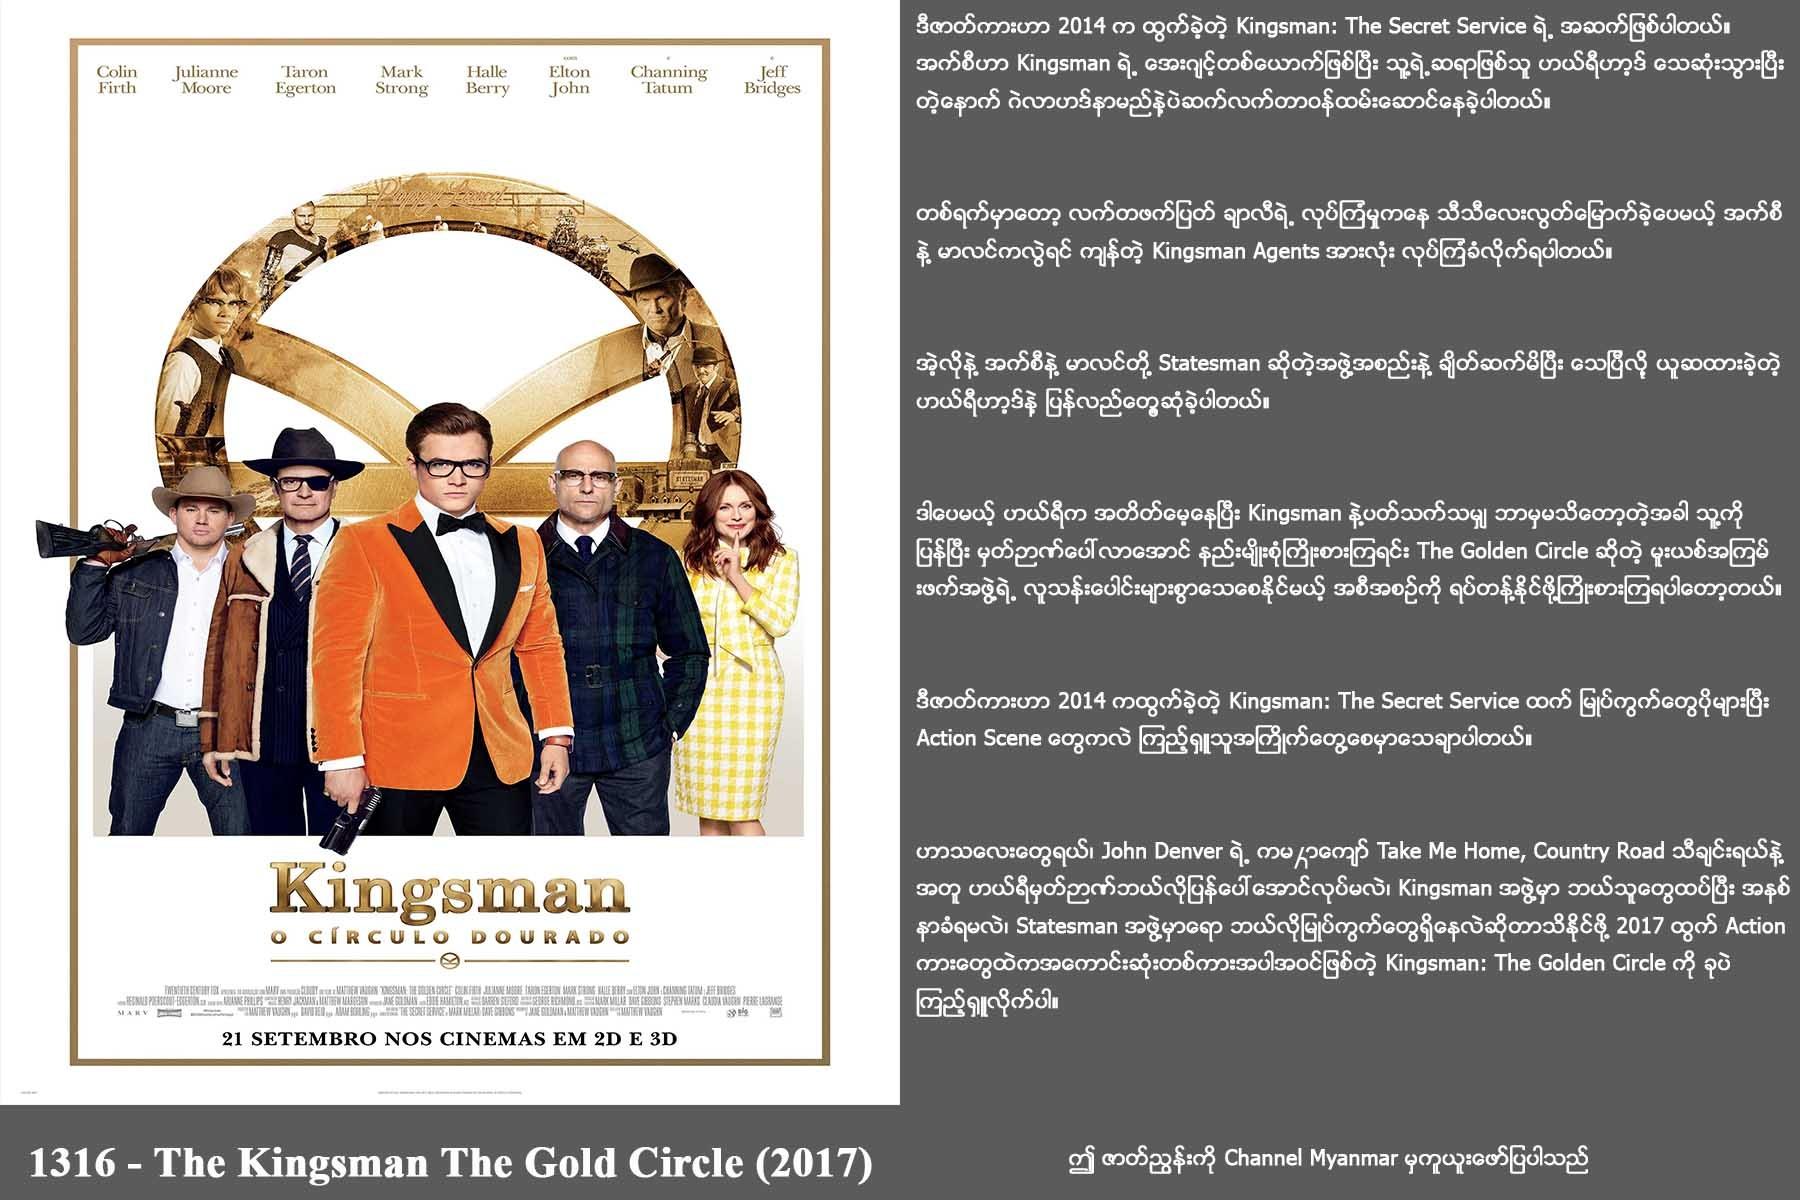 Colin Firth
Julianne Moore
Taron Egerton
Mark Strong
Halle Berry
com
Elton John
e
Channing Tatum
e
Jeff Bridges
Kingsman
O CÍRCULO DOURADO
21 SETEMBRO NOS CINEMAS EM 2D E 3D
1316 - The Kingsman The Gold Circle (2017)
ဒီဇာတ်ကားဟာ 2014 က ထွက်ခဲ့တဲ့ Kingsman: The Secret Service ရဲ့ အဆက်ဖြစ်ပါတယ်။
အက်စီဟာ Kingsman ရဲ့ အေးဂျင့်တစ်ယောက်ဖြစ်ပြီး သူ့ရဲ့ဆရာဖြစ်သူ ဟယ်ရီဟာ့ဒ် သေဆုံးသွားပြီး
တဲ့နောက် ဂဲလာဟဒ်နာမည်နဲ့ပဲဆက်လက်တာဝန်ထမ်းဆောင်နေခဲ့ပါတယ်။
တစ်ရက်မှာတော့ လက်တဖက်ပြတ် ချာလီရဲ့ လုပ်ကြံမှုကနေ သီသီလေးလွတ်မြောက်ခဲ့ပေမယ့် အက်စီ
နဲ့ မာလင်ကလွဲရင် ကျန်တဲ့ Kingsman Agents အားလုံး လုပ်ကြံခံလိုက်ရပါတယ်။
အဲ့လိုနဲ့ အက်စီနဲ့ မာလင်တို့ Statesman ဆိုတဲ့အဖွဲ့အစည်းနဲ့ ချိတ်ဆက်မိပြီး သေပြီလို့ ယူဆထားခဲ့တဲ့
ဟယ်ရီဟာ့ဒ်နဲ့ ပြန်လည်တွေ့ဆုံခဲ့ပါတယ်။
ဒါပေမယ့် ဟယ်ရီက အတိတ်မေ့နေပြီး Kingsman နဲ့ပတ်သက်သမျှ ဘာမှမသိတော့တဲ့အခါ သူ့ကို
ပြန်ပြီး မှတ်ဉာဏ်ပေါ်လာအောင် နည်းမျိုးစုံကြိုးစားကြရင်း The Golden Circle ဆိုတဲ့ မူးယစ်အကြမ်
းဖက်အဖွဲ့ရဲ့ လူသန်းပေါင်းများစွာသေစေနိုင်မယ့် အစီအစဉ်ကို ရပ်တန့်နိုင်ဖို့ကြိုးစားကြရပါတော့တယ်။
ဒီဇာတ်ကားဟာ 2014 ကထွက်ခဲ့တဲ့ Kingsman: The Secret Service ထက် မြုပ်ကွက်တွေပိုများပြီး
Action Scene တွေကလဲ ကြည့်ရှူသူအကြိုက်တွေ့စေမှာသေချာပါတယ်။
ဟာသလေးတွေရယ်၊ John Denver ရဲ့ ကမ္ဘာကျော် Take Me Home, Country Road သီချင်းရယ်နဲ့
အတူ ဟယ်ရီမှတ်ဉာဏ်ဘယ်လိုပြန်ပေါ်အောင်လုပ်မလဲ၊ Kingsman အဖွဲ့မှာ ဘယ်သူတွေထပ်ပြီး အနစ်
နာခံရမလဲ၊ Statesman အဖွဲ့မှာရော ဘယ်လိုမြုပ်ကွက်တွေရှိနေလဲဆိုတာသိနိုင်ဖို့ 2017 ထွက် Action
ကားတွေထဲကအကောင်းဆုံးတစ်ကားအပါအဝင်ဖြစ်တဲ့ Kingsman: The Golden Circle ကို ခုပဲ
ကြည့်ရှူလိုက်ပါ။
ဤ ဇာတ်ညွှန်းကို Channel Myanmar မှကူယူးဖော်ပြပါသည်